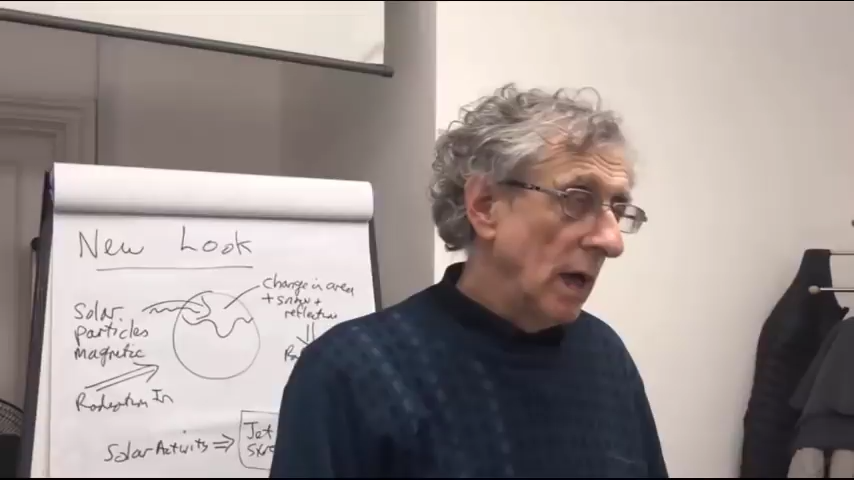 New Look
Solar
particles
magnetic
Change in area
+ snow +
reflection
Radiation In
Solar Activity ⇒
Jet